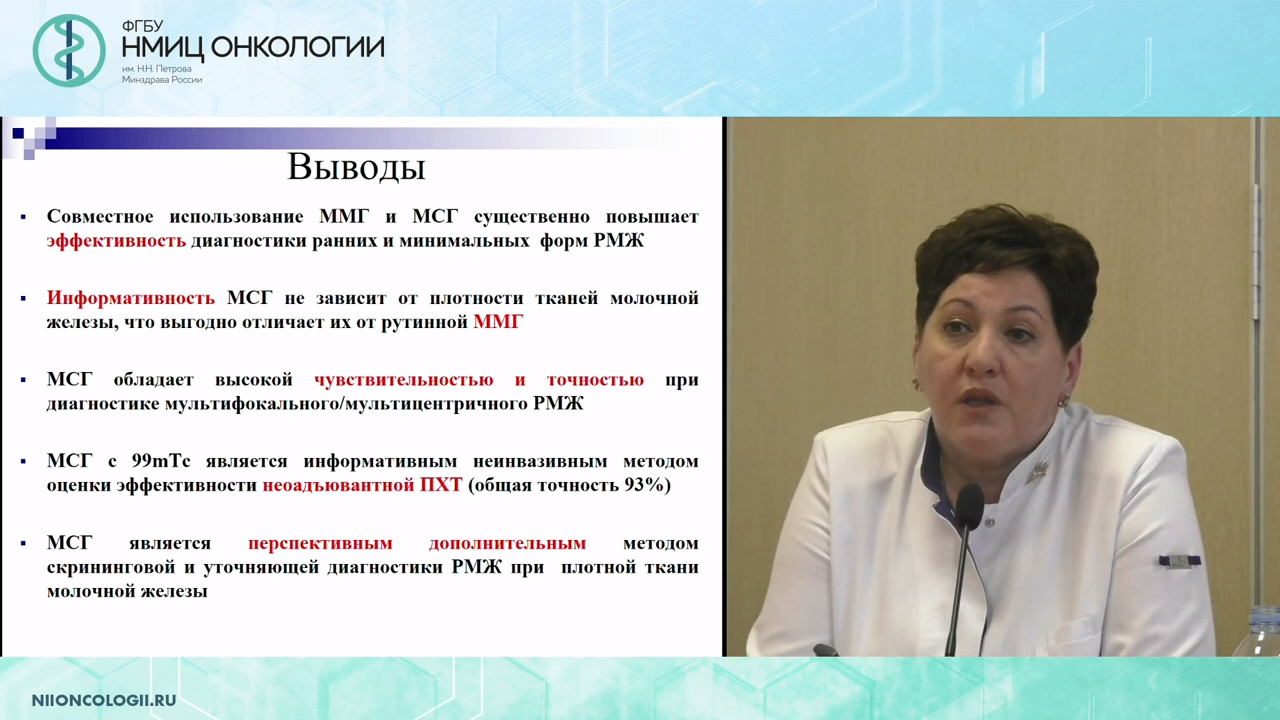 ФГБУ
НМИЦ ОНКОЛОГИИ
им. Н.Н. Петрова
Минздрава России
Выводы
▪ Совместное использование ММГ и МСГ существенно повышает
эффективность диагностики ранних и минимальных форм РМЖ
▪ Информативность МСГ не зависит от плотности тканей молочной
железы, что выгодно отличает их от рутинной ММГ
▪ МСГ обладает высокой чувствительностью и точностью при
диагностике мультифокального/мультицентричного РМЖ
▪ МСГ с 99mTc является информативным неинвазивным методом
оценки эффективности неоадъювантной ПХТ (общая точность 93%)
▪ МСГ является перспективным дополнительным методом
скрининговой и уточняющей диагностики РМЖ при плотной ткани
молочной железы
NIIONCOLOGII.RU